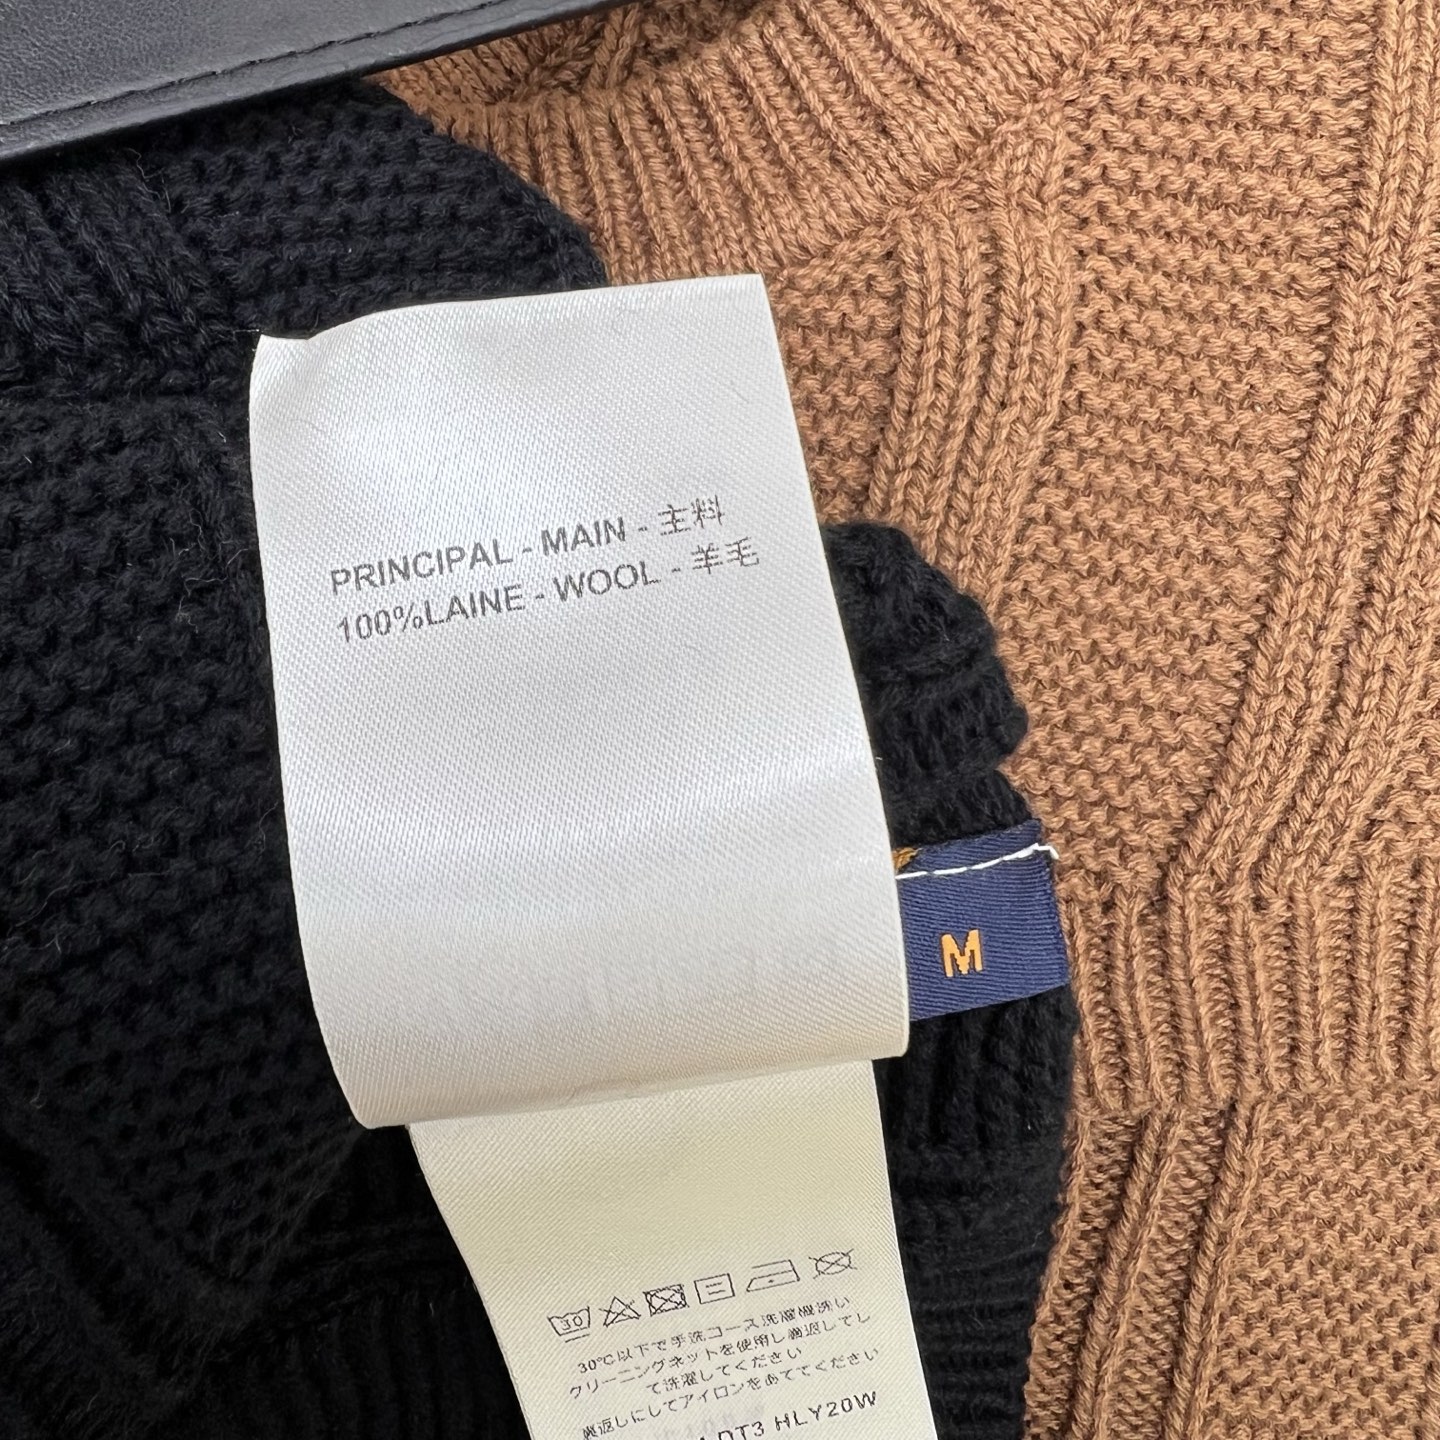 PRINCIPAL - MAIN - 主料
100%LAINE - WOOL - 羊毛
M
30
30℃以下で手洗コース洗濯機洗い
クリーニングネットを使用し裏返してし
て洗濯してください
裏返しにしてアイロンをあててください
DT3 HLY20W